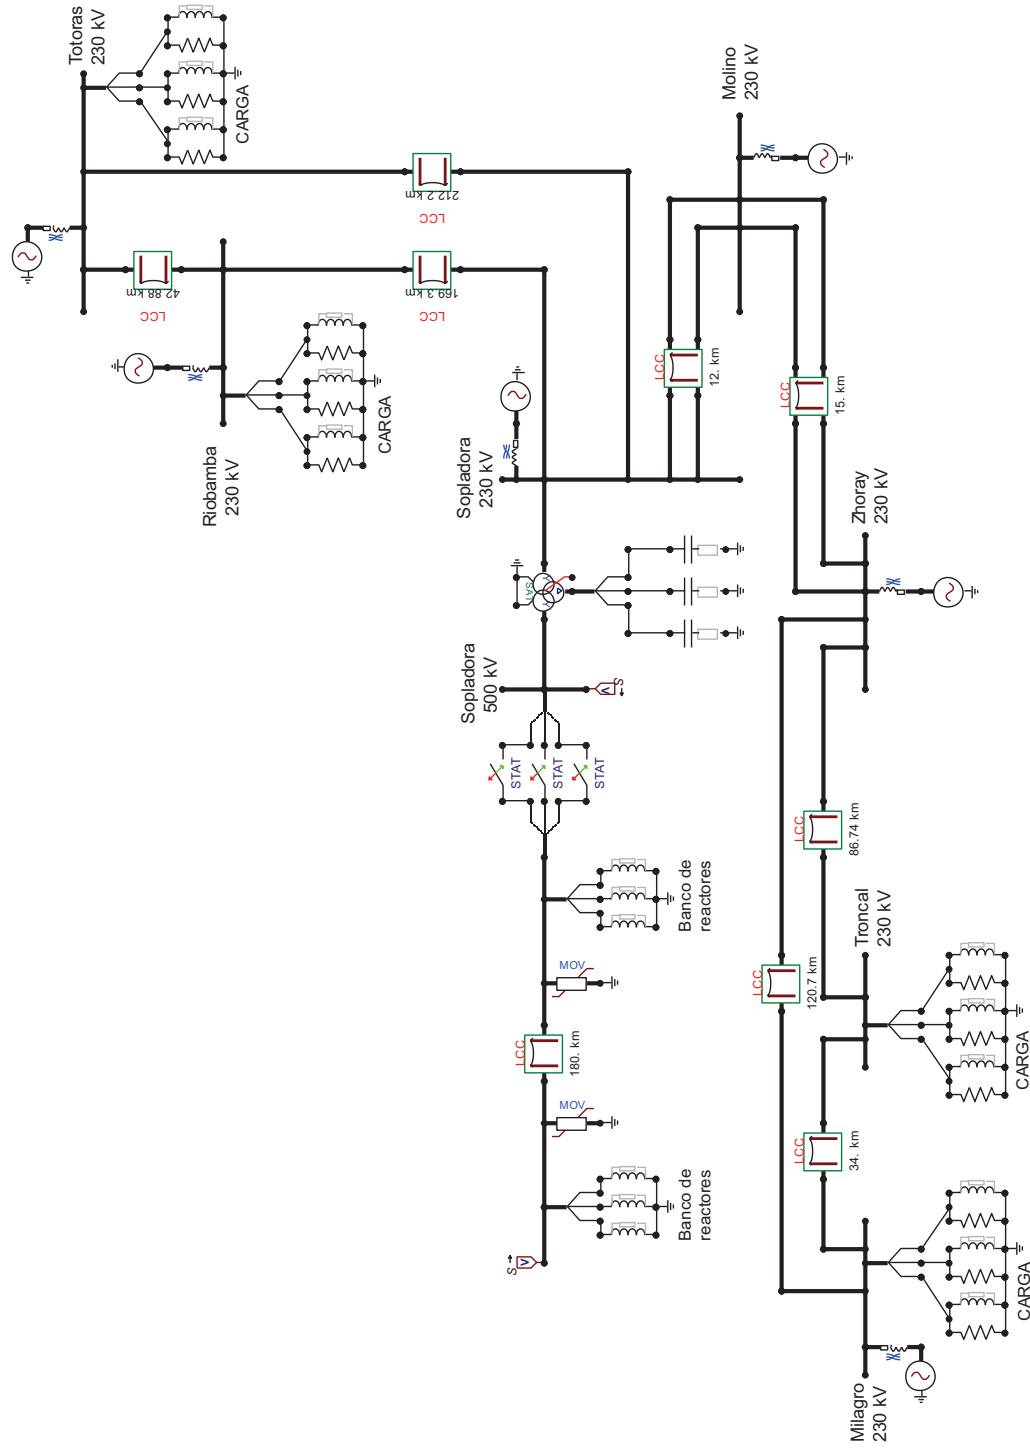 Totoras
230 kV
CARGA
42.88 km
LCC
212.2 km
LCC
169.3 km
LCC
Riobamba
230 kV
CARGA
Molino
230 kV
LCC
12. km
LCC
15. km
Sopladora
230 kV
Zhoray
230 kV
SAT
Y
Y
Sopladora
500 kV
V
S
STAT
STAT
STAT
Banco de
reactores
MOV
LCC
180. km
MOV
Banco de
reactores
V
S
LCC
86.74 km
LCC
120.7 km
Troncal
230 kV
CARGA
LCC
34. km
CARGA
Milagro
230 kV